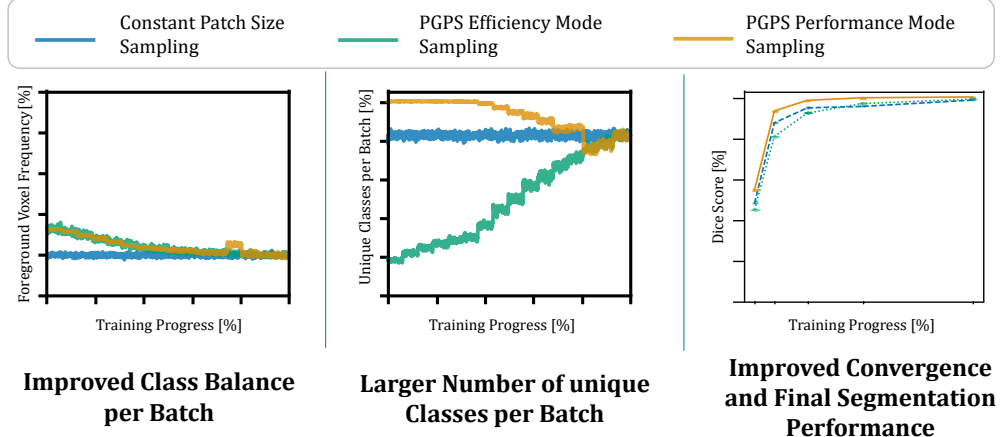 Constant Patch Size
Sampling
PGPS Efficiency Mode
Sampling
PGPS Performance Mode
Sampling
Foreground Voxel Frequency [%]
Training Progress [%]
Improved Class Balance
per Batch
Unique Classes per Batch [%]
Training Progress [%]
Larger Number of unique
Classes per Batch
Dice Score [%]
Training Progress [%]
Improved Convergence
and Final Segmentation
Performance